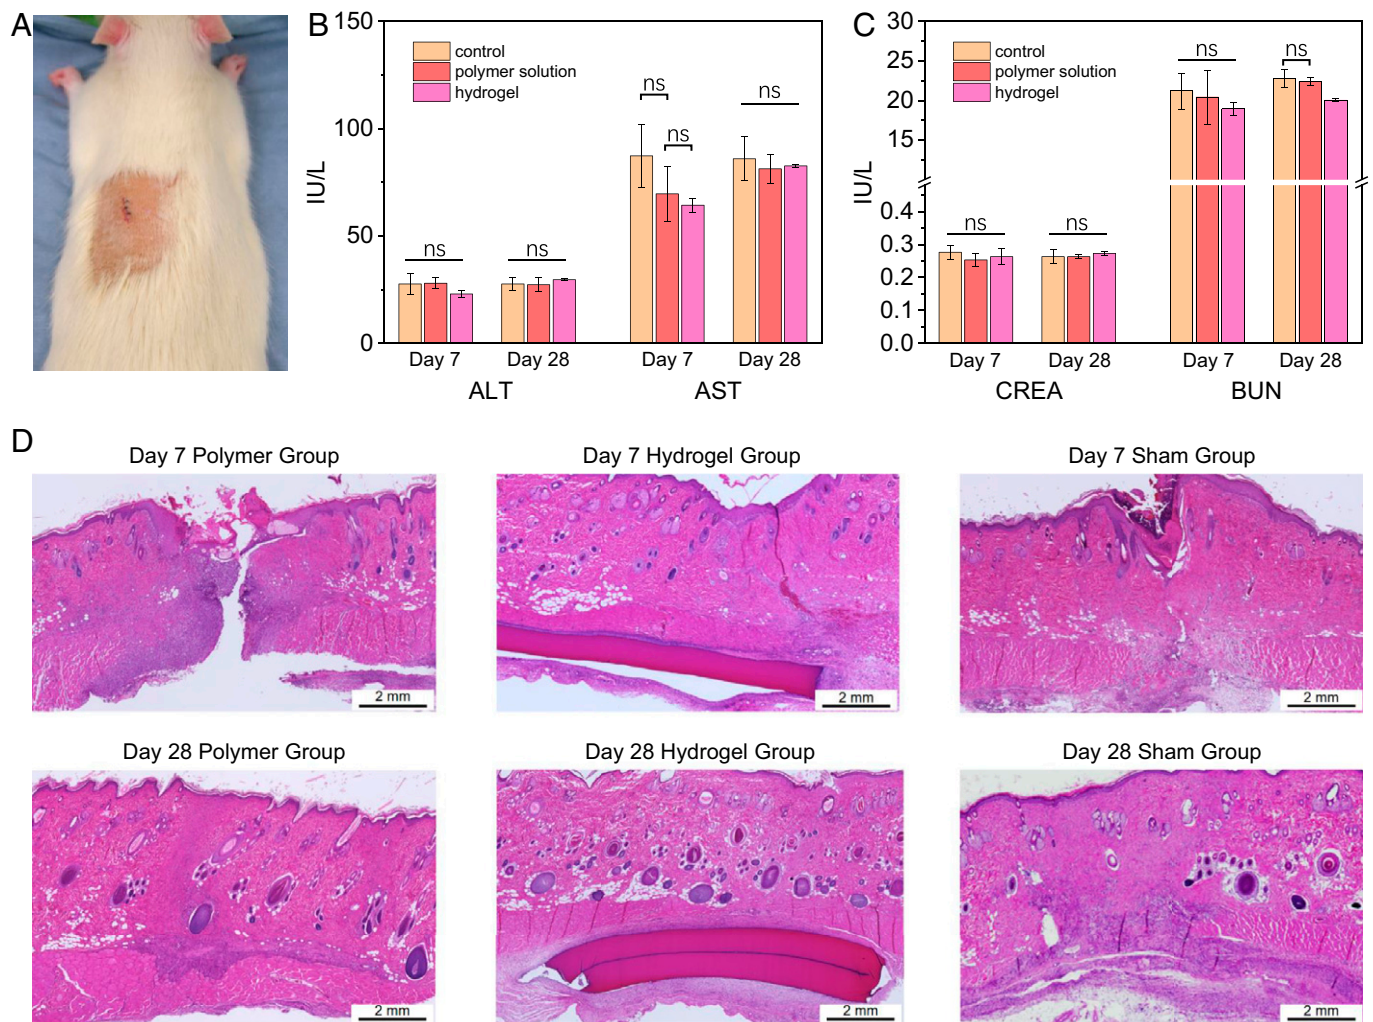 A
B
150
100
50
0
IU/L
control
polymer solution
hydrogel
ns
ns
ns
ns
ns
Day 7
Day 28
Day 7
Day 28
ALT
AST
C
30
25
20
15
0.4
0.3
0.2
0.1
0.0
IU/L
control
polymer solution
hydrogel
ns
ns
ns
ns
Day 7
Day 28
Day 7
Day 28
CREA
BUN
D
Day 7 Polymer Group
Day 7 Hydrogel Group
Day 7 Sham Group
2 mm
2 mm
2 mm
Day 28 Polymer Group
Day 28 Hydrogel Group
Day 28 Sham Group
2 mm
2 mm
2 mm